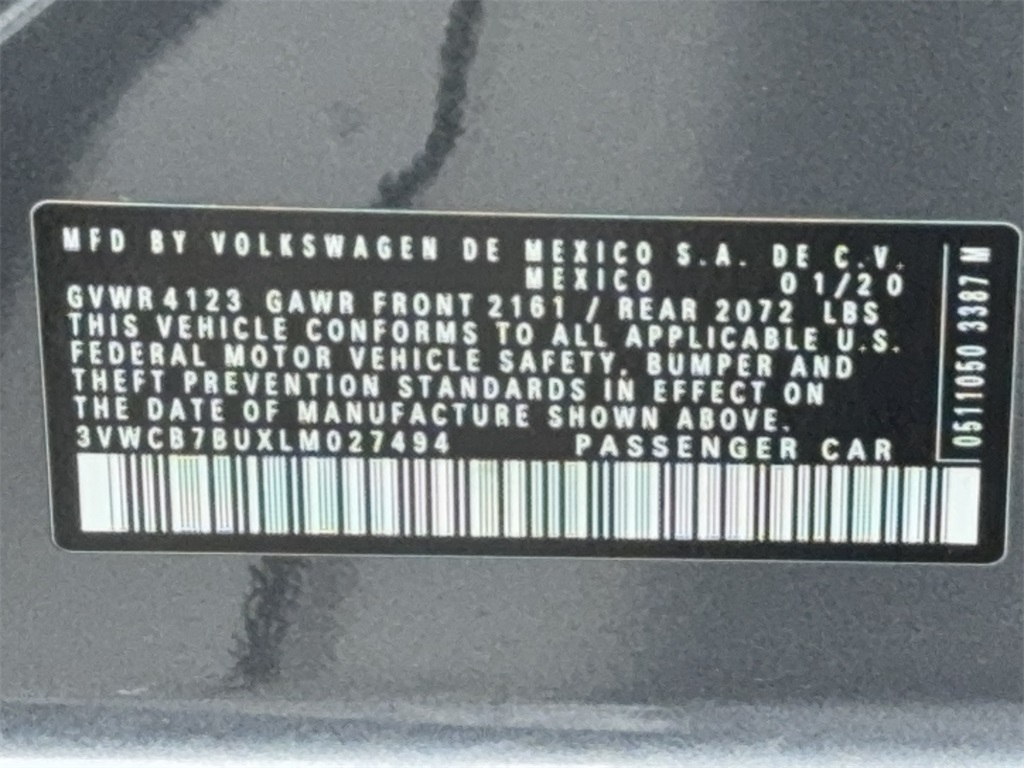 MFD BY VOLKSWAGEN DE MEXICO S.A. DE C.V.
MEXICO 01/20
GVWR 4123 GAWR FRONT 2161 / REAR 2072 LBS
THIS VEHICLE CONFORMS TO ALL APPLICABLE U.S.
FEDERAL MOTOR VEHICLE SAFETY, BUMPER AND
THEFT PREVENTION STANDARDS IN EFFECT ON
THE DATE OF MANUFACTURE SHOWN ABOVE.
3VWCB7BUXLM027494 PASSENGER CAR
0511050 3387 M